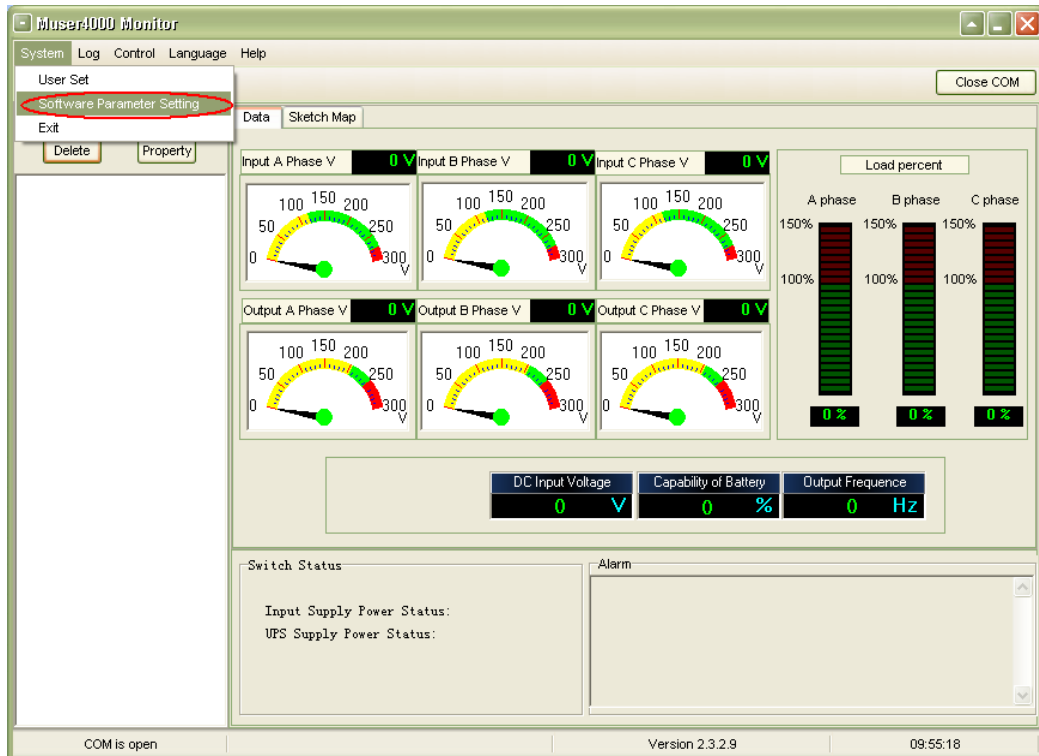 Muser4000 Monitor
System Log Control Language Help
User Set
Software Parameter Setting
Exit
Close COM
Delete Property
Data Sketch Map
Input A Phase V 0 V Input B Phase V 0 V Input C Phase V 0 V
0 50 100 150 200 250 300 V
0 50 100 150 200 250 300 V
0 50 100 150 200 250 300 V
Output A Phase V 0 V Output B Phase V 0 V Output C Phase V 0 V
0 50 100 150 200 250 300 V
0 50 100 150 200 250 300 V
0 50 100 150 200 250 300 V
Load percent
A phase B phase C phase
150% 150% 150%
100% 100% 100%
0 % 0 % 0 %
DC Input Voltage Capability of Battery Output Frequence
0 V 0 % 0 Hz
Switch Status
Input Supply Power Status:
UPS Supply Power Status:
Alarm
COM is open Version 2.3.2.9 09:55:18